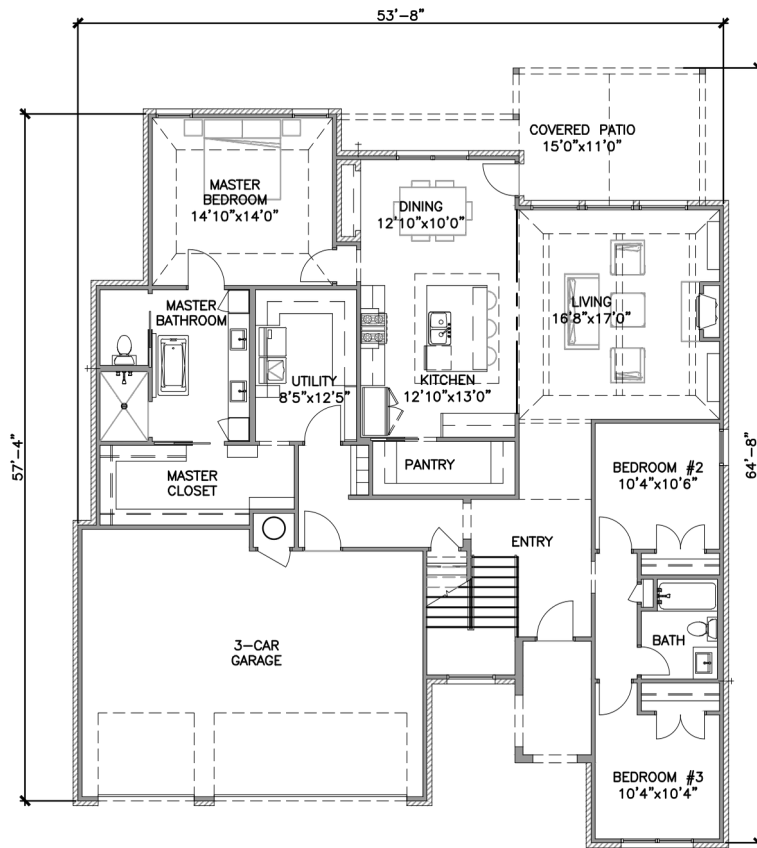 53'-8"
COVERED PATIO
15'0"x11'0"
MASTER
BEDROOM
14'10"x14'0"
DINING
12'10"x10'0"
MASTER
BATHROOM
LIVING
16'8"x17'0"
UTILITY
8'5"x12'5"
KITCHEN
12'10"x13'0"
57'-4"
64'-8"
MASTER
CLOSET
PANTRY
BEDROOM #2
10'4"x10'6"
ENTRY
3-CAR
GARAGE
BATH
BEDROOM #3
10'4"x10'4"